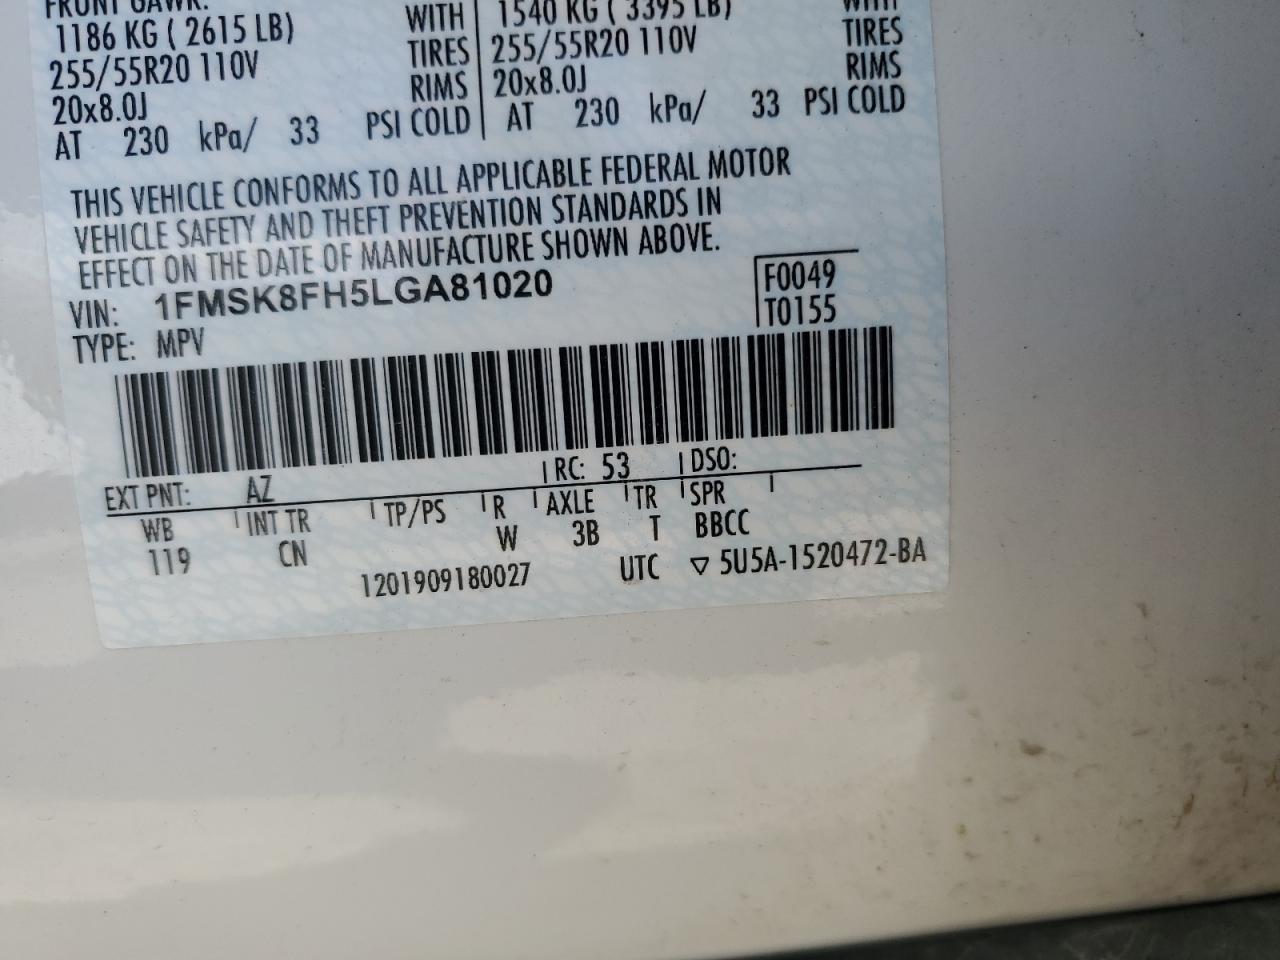 FRONT GAWR:
1186 KG ( 2615 LB) WITH 1540 KG ( 3395 LB) WITH
255/55R20 110V TIRES 255/55R20 110V TIRES
20x8.0J RIMS 20x8.0J RIMS
AT 230 kPa/ 33 PSI COLD AT 230 kPa/ 33 PSI COLD
THIS VEHICLE CONFORMS TO ALL APPLICABLE FEDERAL MOTOR
VEHICLE SAFETY AND THEFT PREVENTION STANDARDS IN
EFFECT ON THE DATE OF MANUFACTURE SHOWN ABOVE.
VIN: 1FMSK8FH5LGA81020 F0049
TYPE: MPV T0155
EXT PNT: AZ RC: 53 DSO:
WB INT TR TP/PS R AXLE TR SPR
119 CN W 3B T BBCC
1201909180027 UTC ▽ 5U5A-1520472-BA